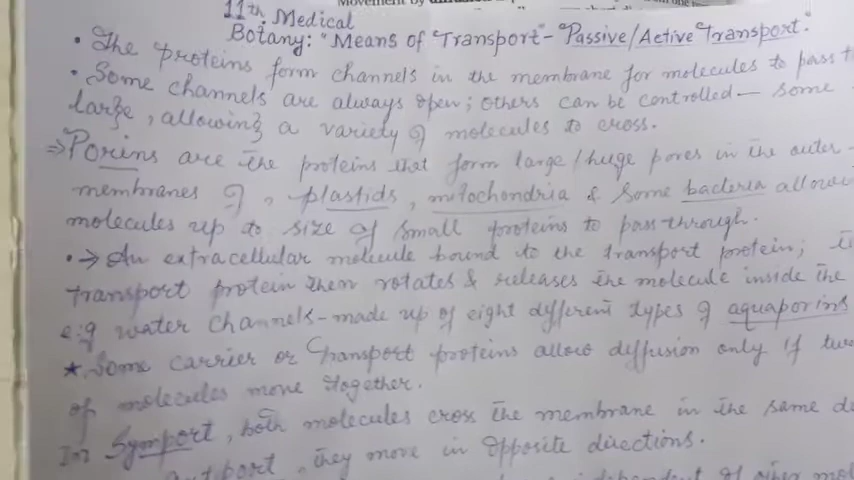 Movement by
11th Medical
Botany: "Means of Transport"- Passive/Active Transport."
• The proteins form channels in the membrane for molecules to pass
• Some channels are always open; others can be controlled— some
large, allowing a variety of molecules to cross.
⇒ Porins are the proteins that form large/huge pores in the outer
membranes of, plastids, mitochondria & some bacteria
molecules up to size of small proteins to pass through.
• → An extracellular molecule bound to the transport protein;
transport protein then rotates & releases the molecule inside the
e.g water channels - made up of eight different types of aquaporins
★ Some carrier or Transport proteins allow diffusion only if two
of molecules move together.
In Symport, both molecules cross the membrane in the same
they move in opposite directions.